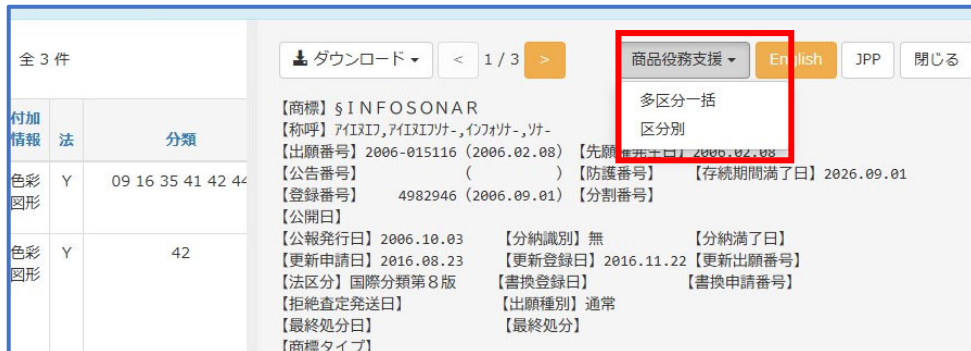 全 3 件
付加情報 法 分類
色彩図形 Y 09 16 35 41 42 44
色彩図形 Y 42
ダウンロード < 1 / 3 > 商品役務支援 English JPP 閉じる
多区分一括
区分別
【商標】§ＩＮＦＯＳＯＮＡＲ
【称呼】ｱｲｴﾇｴﾌ,ｱｲｴﾇｴﾌｿﾅ-,ｲﾝﾌｫｿﾅ-,ｿﾅ-
【出願番号】2006-015116（2006.02.08）【先願権発生日】2006.02.08
【公告番号】 （ ）【防護番号】 【存続期間満了日】2026.09.01
【登録番号】 4982946（2006.09.01）【分割番号】
【公開日】
【公報発行日】2006.10.03 【分納識別】無 【分納満了日】
【更新申請日】2016.08.23 【更新登録日】2016.11.22【更新出願番号】
【法区分】国際分類第８版 【書換登録日】 【書換申請番号】
【拒絶査定発送日】 【出願種別】通常
【最終処分日】 【最終処分】
【商標タイプ】